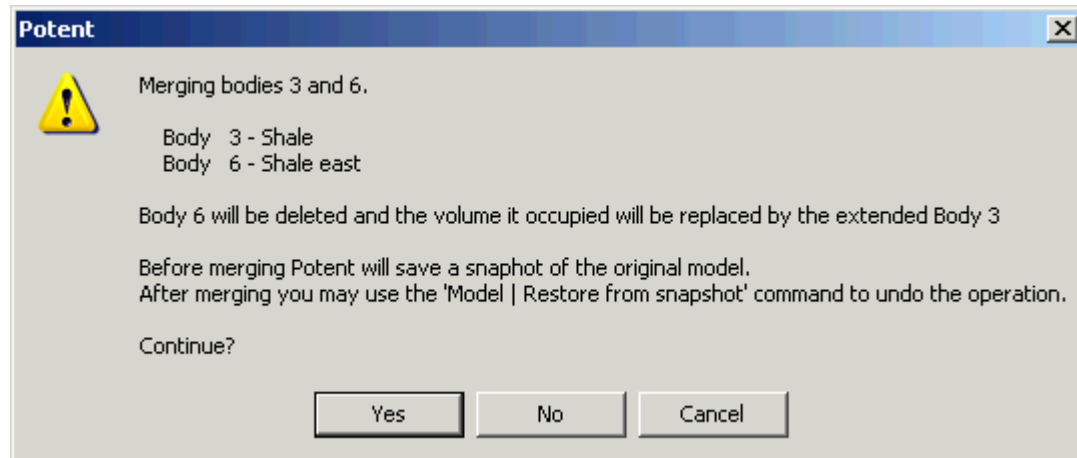 Potent
Merging bodies 3 and 6.
Body 3 - Shale
Body 6 - Shale east
Body 6 will be deleted and the volume it occupied will be replaced by the extended Body 3
Before merging Potent will save a snaphot of the original model.
After merging you may use the 'Model | Restore from snapshot' command to undo the operation.
Continue?
Yes No Cancel